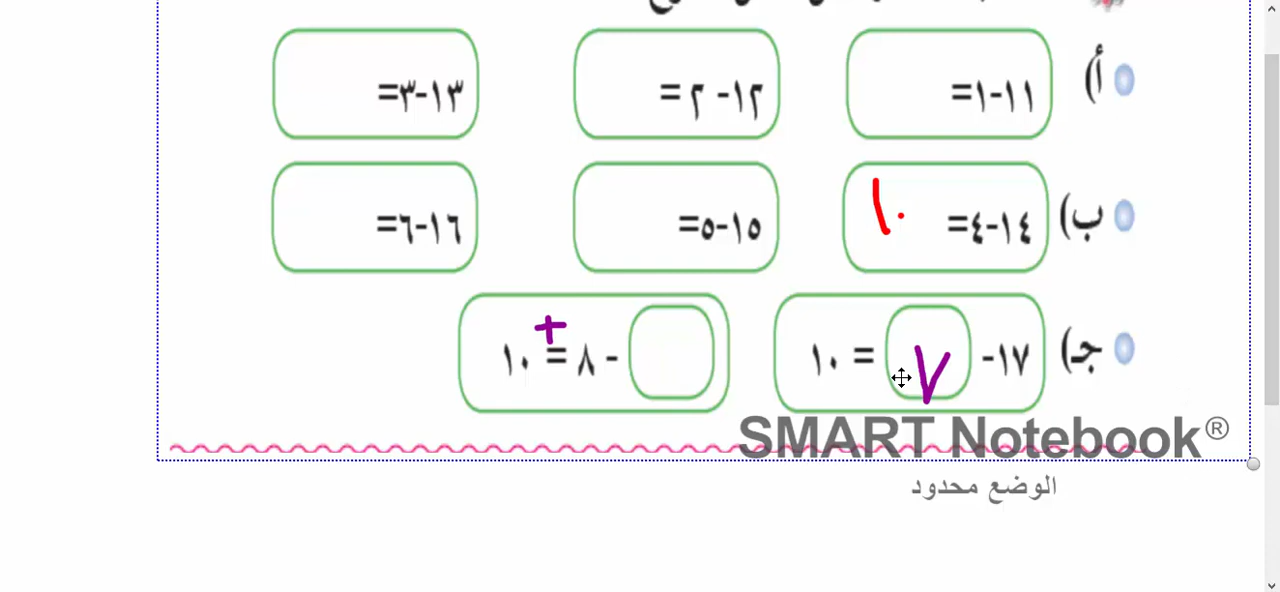 أ) ١١-١= ١٢- ٢ = ١٣-٣=
ب) ١٤-٤= ١٠ ١٥-٥= ١٦-٦=
جـ) ١٧- ٧ = ١٠ - ٨ = ١٠ +
SMART Notebook®
الوضع محدود